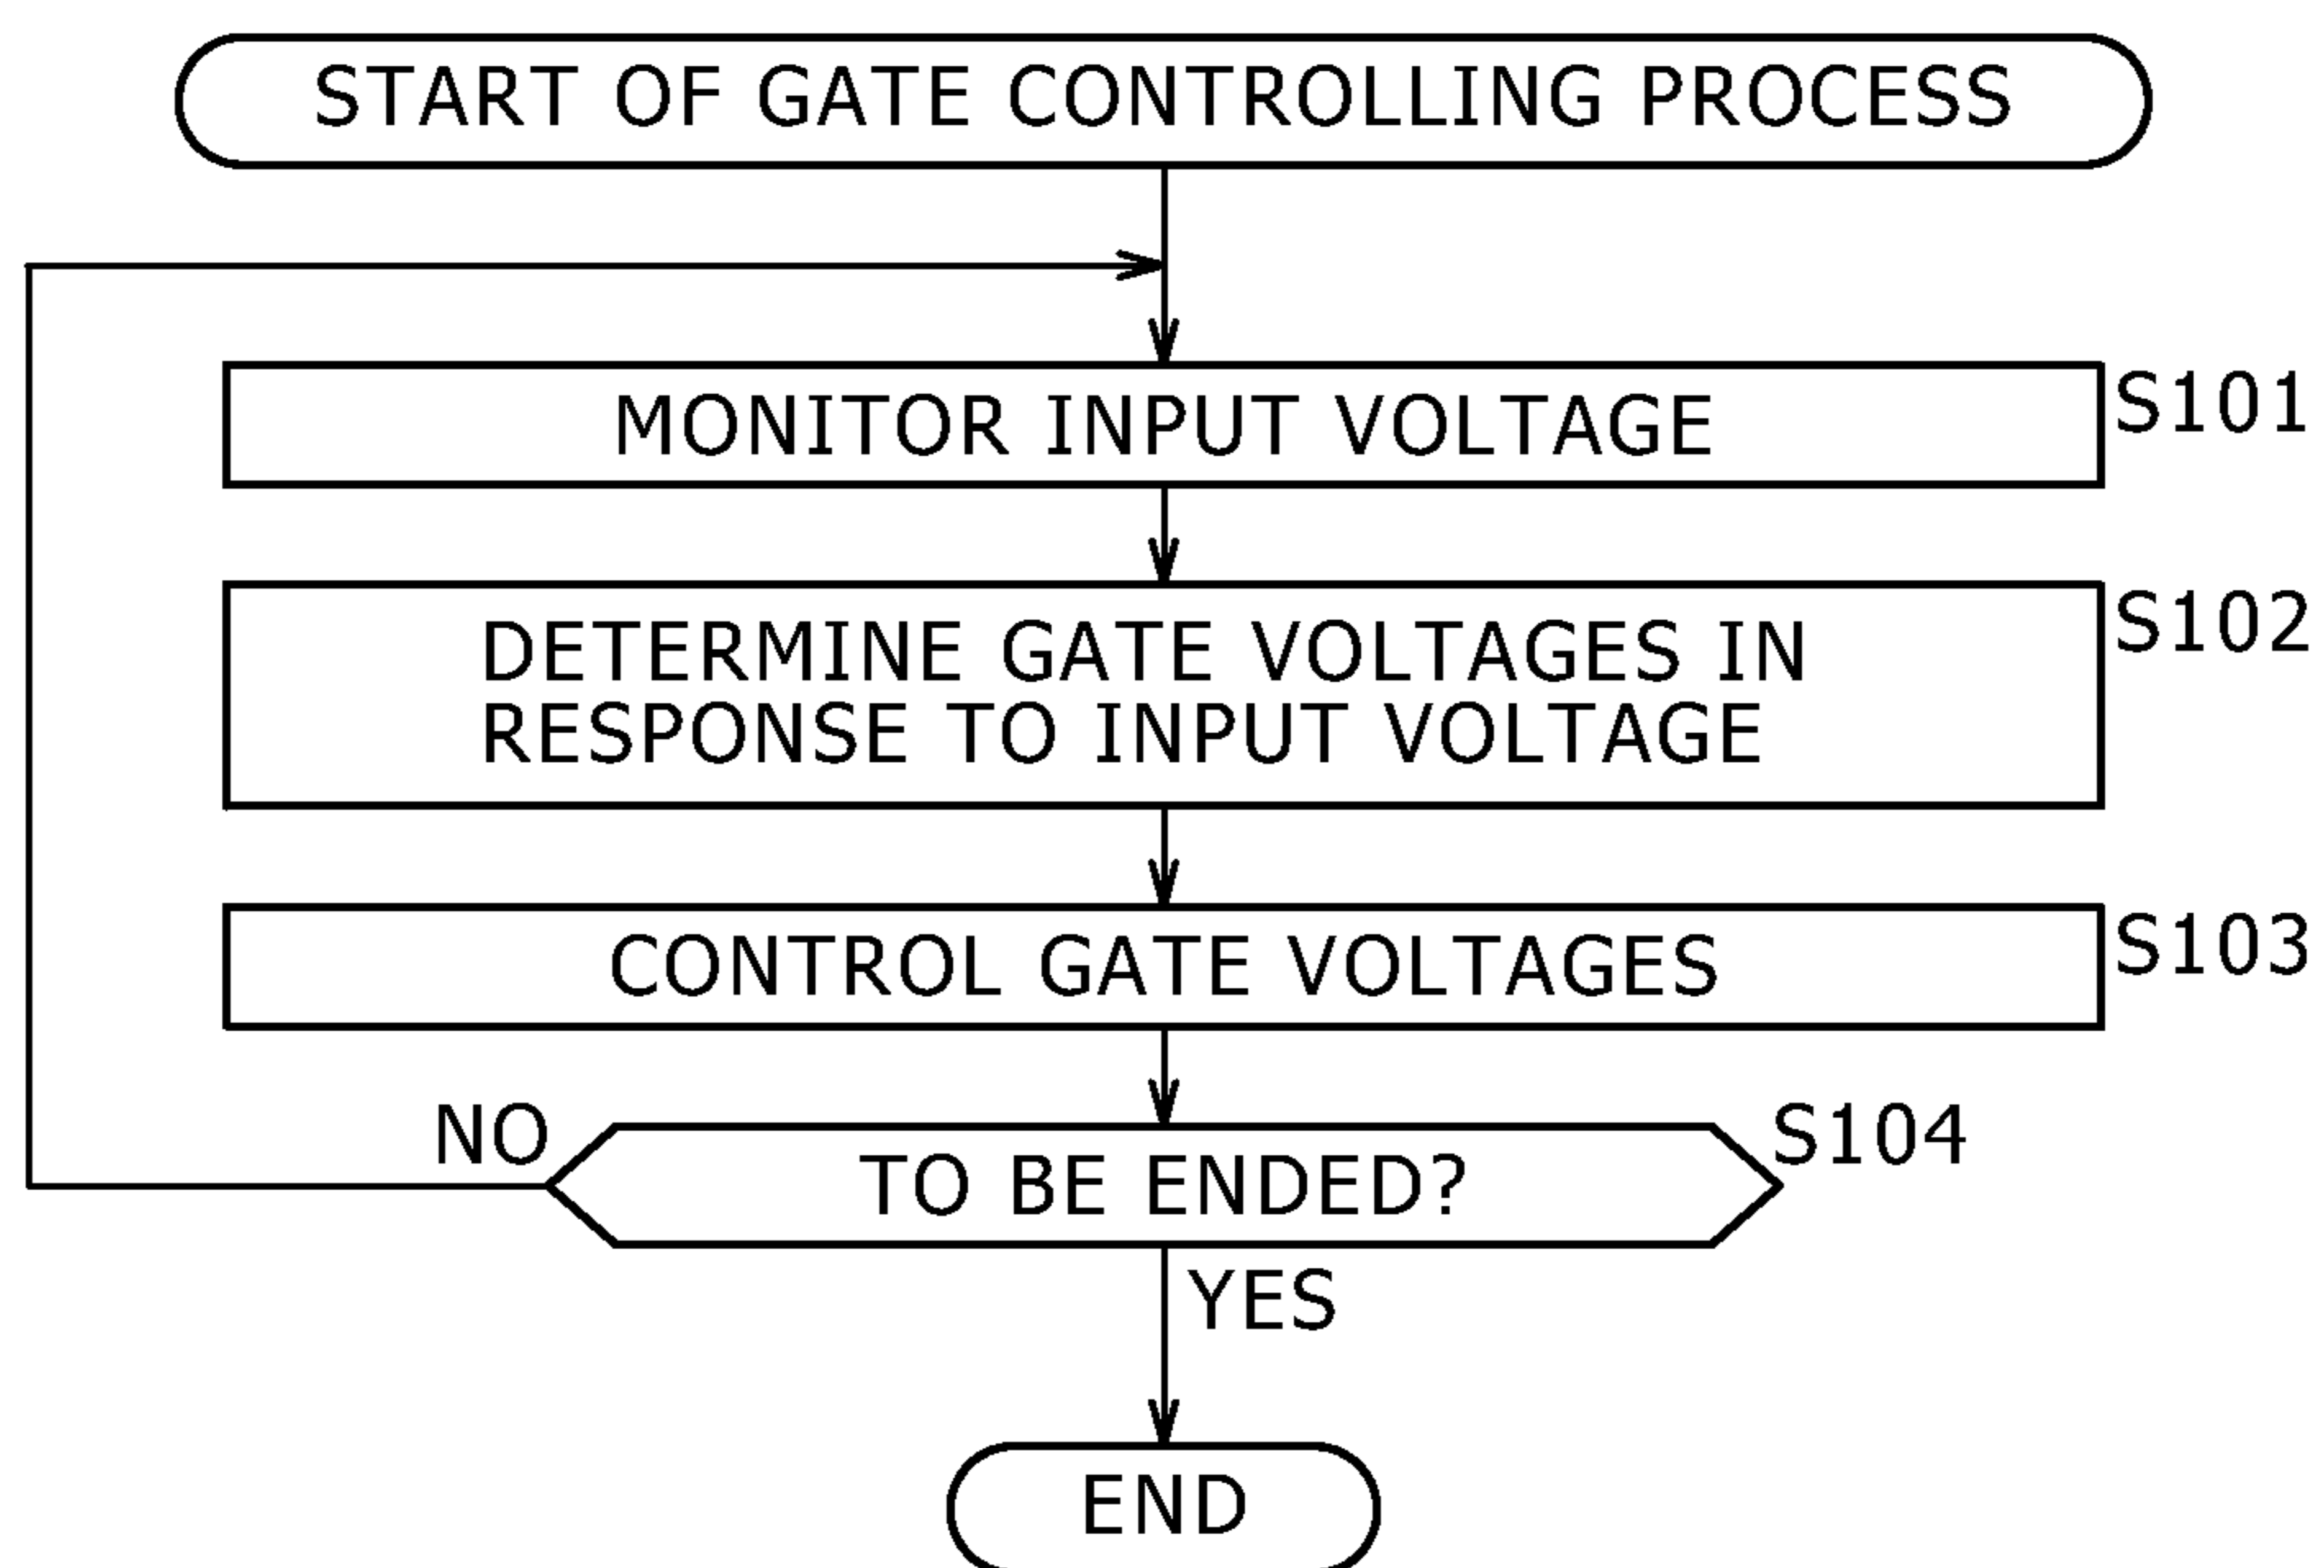 START OF GATE CONTROLLING PROCESS
MONITOR INPUT VOLTAGE
S101
DETERMINE GATE VOLTAGES IN
RESPONSE TO INPUT VOLTAGE
S102
CONTROL GATE VOLTAGES
S103
NO
TO BE ENDED?
S104
YES
END